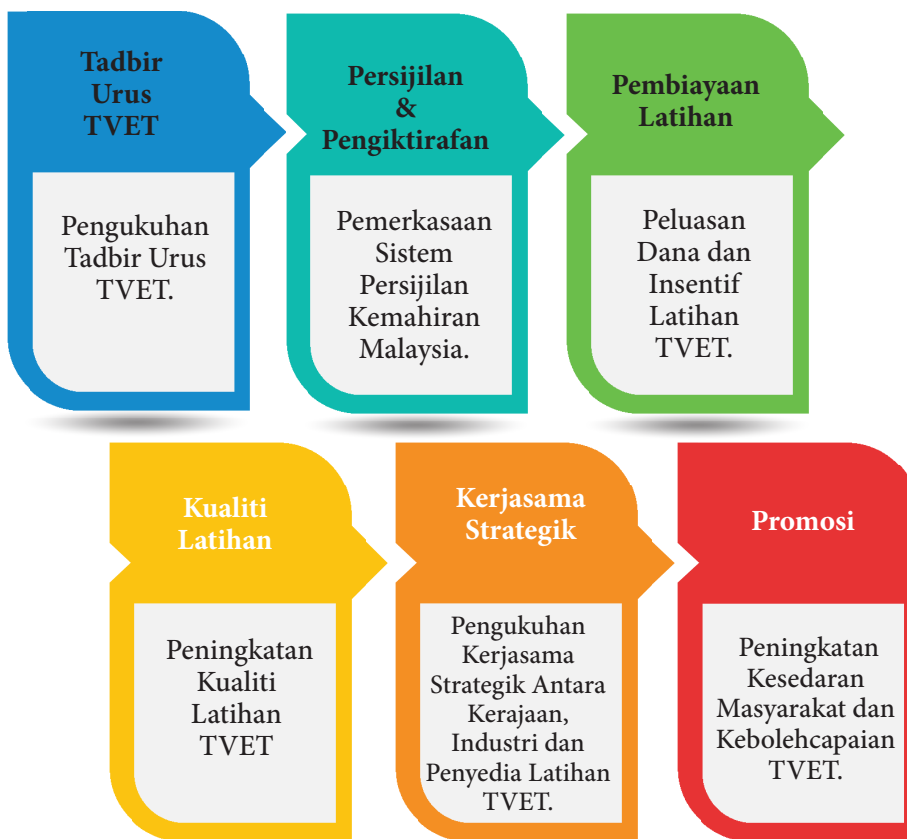 Tadbir
Urus
TVET
Pengukuhan
Tadbir Urus
TVET.
Persijilan
&
Pengiktirafan
Pemerkasaan
Sistem
Persijilan
Kemahiran
Malaysia.
Pembiayaan
Latihan
Peluasan
Dana dan
Insentif
Latihan
TVET.
Kualiti
Latihan
Peningkatan
Kualiti
Latihan
TVET
Kerjasama
Strategik
Pengukuhan
Kerjasama
Strategik Antara
Kerajaan,
Industri dan
Penyedia Latihan
TVET.
Promosi
Peningkatan
Kesedaran
Masyarakat dan
Kebolehcapaian
TVET.